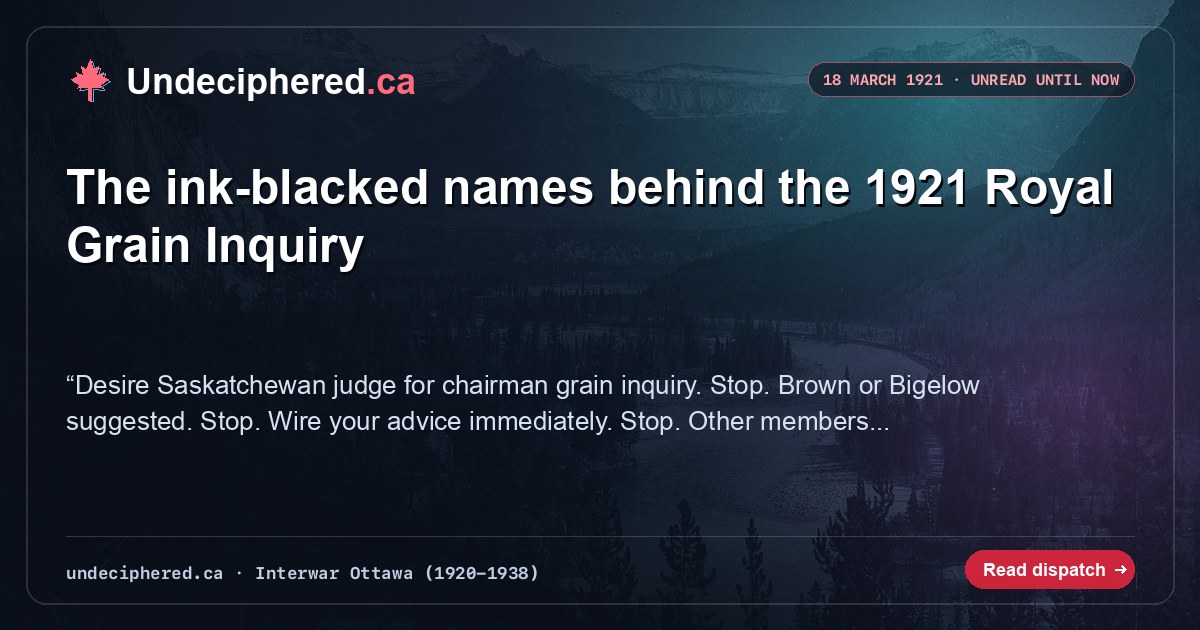 Undeciphered.ca
18 MARCH 1921 · UNREAD UNTIL NOW
The ink-blacked names behind the 1921 Royal
Grain Inquiry
“Desire Saskatchewan judge for chairman grain inquiry. Stop. Brown or Bigelow
suggested. Stop. Wire your advice immediately. Stop. Other members...
undeciphered.ca · Interwar Ottawa (1920–1938)
Read dispatch →